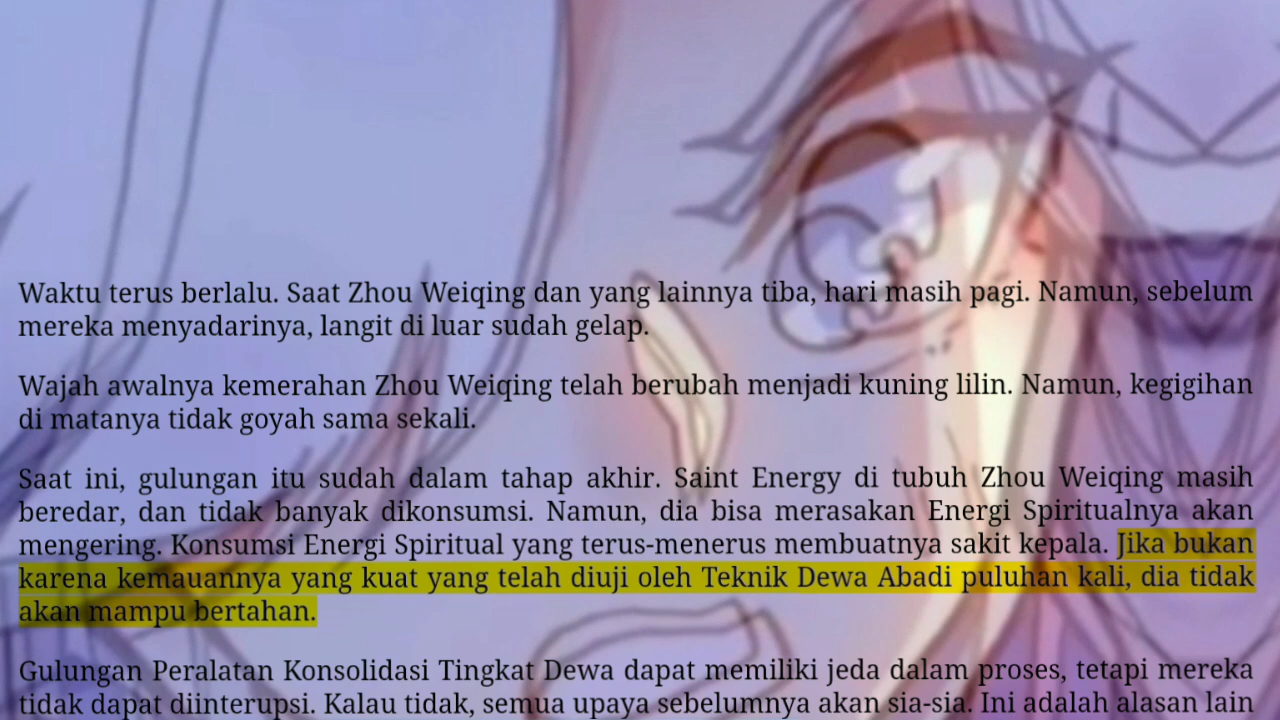 Waktu terus berlalu. Saat Zhou Weiqing dan yang lainnya tiba, hari masih pagi. Namun, sebelum
mereka menyadarinya, langit di luar sudah gelap.
Wajah awalnya kemerahan Zhou Weiqing telah berubah menjadi kuning lilin. Namun, kegigihan
di matanya tidak goyah sama sekali.
Saat ini, gulungan itu sudah dalam tahap akhir. Saint Energy di tubuh Zhou Weiqing masih
beredar, dan tidak banyak dikonsumsi. Namun, dia bisa merasakan Energi Spiritualnya akan
mengering. Konsumsi Energi Spiritual yang terus-menerus membuatnya sakit kepala. Jika bukan
karena kemauannya yang kuat yang telah diuji oleh Teknik Dewa Abadi puluhan kali, dia tidak
akan mampu bertahan.
Gulungan Peralatan Konsolidasi Tingkat Dewa dapat memiliki jeda dalam proses, tetapi mereka
tidak dapat diinterupsi. Kalau tidak, semua upaya sebelumnya akan sia-sia. Ini adalah alasan lain